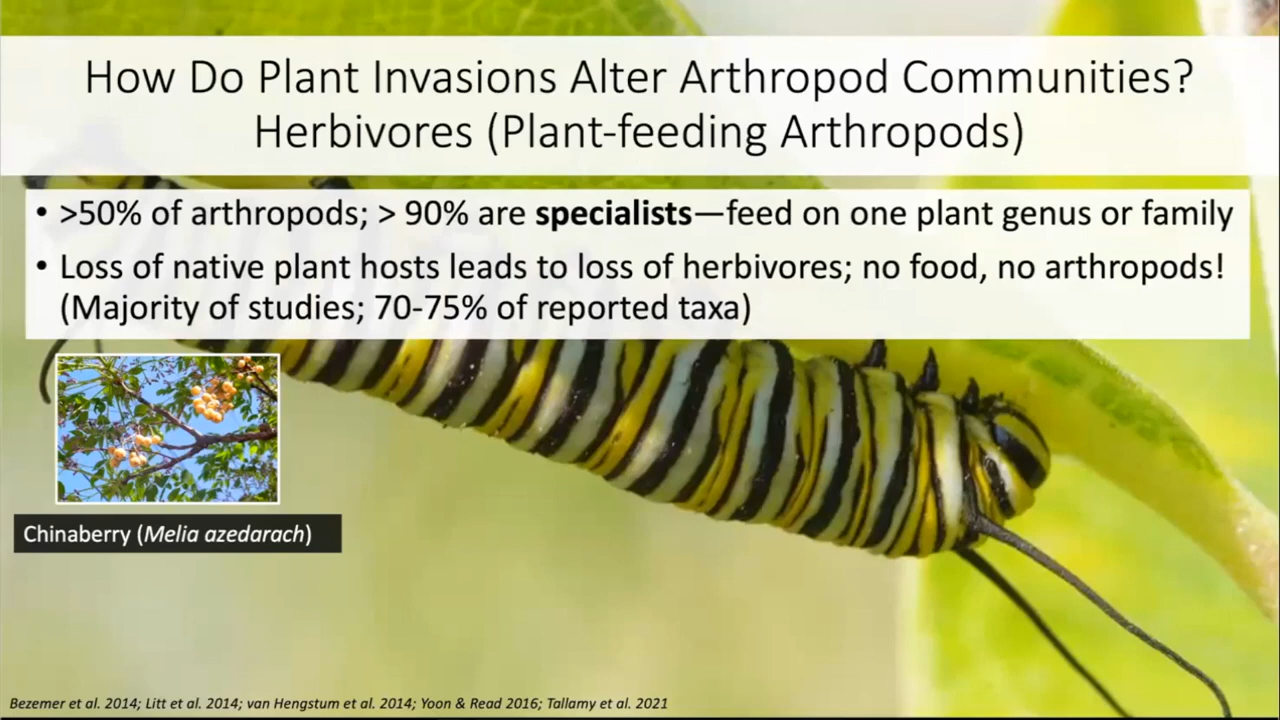 How Do Plant Invasions Alter Arthropod Communities?
Herbivores (Plant-feeding Arthropods)
• >50% of arthropods; > 90% are specialists—feed on one plant genus or family
• Loss of native plant hosts leads to loss of herbivores; no food, no arthropods!
(Majority of studies; 70-75% of reported taxa)
Chinaberry (Melia azedarach)
Bezemer et al. 2014; Litt et al. 2014; van Hengstum et al. 2014; Yoon & Read 2016; Tallamy et al. 2021